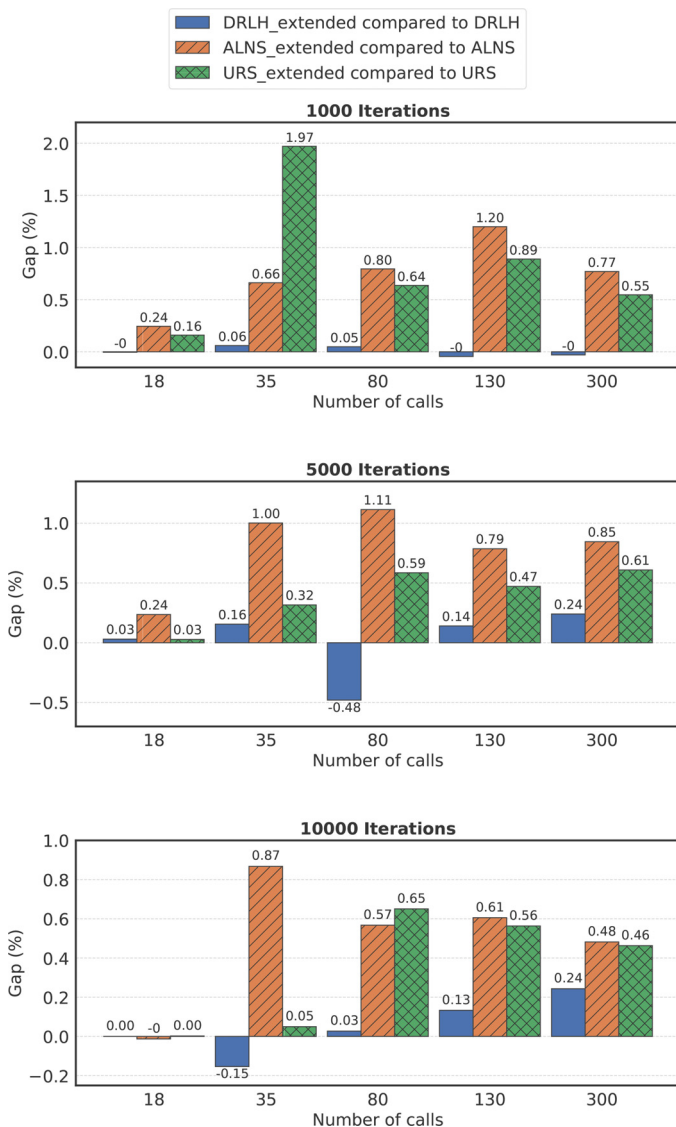 DRLH_extended compared to DRLH
ALNS_extended compared to ALNS
URS_extended compared to URS
1000 Iterations
Gap (%)
2.0
1.5
1.0
0.5
0.0
-0 0.24 0.16
0.06 0.66 1.97
0.05 0.80 0.64
-0 1.20 0.89
-0 0.77 0.55
18 35 80 130 300
Number of calls
5000 Iterations
Gap (%)
1.0
0.5
0.0
−0.5
0.03 0.24 0.03
0.16 1.00 0.32
-0.48 1.11 0.59
0.14 0.79 0.47
0.24 0.85 0.61
18 35 80 130 300
Number of calls
10000 Iterations
Gap (%)
1.0
0.8
0.6
0.4
0.2
0.0
−0.2
0.00 -0 0.00
-0.15 0.87 0.05
0.03 0.57 0.65
0.13 0.61 0.56
0.24 0.48 0.46
18 35 80 130 300
Number of calls